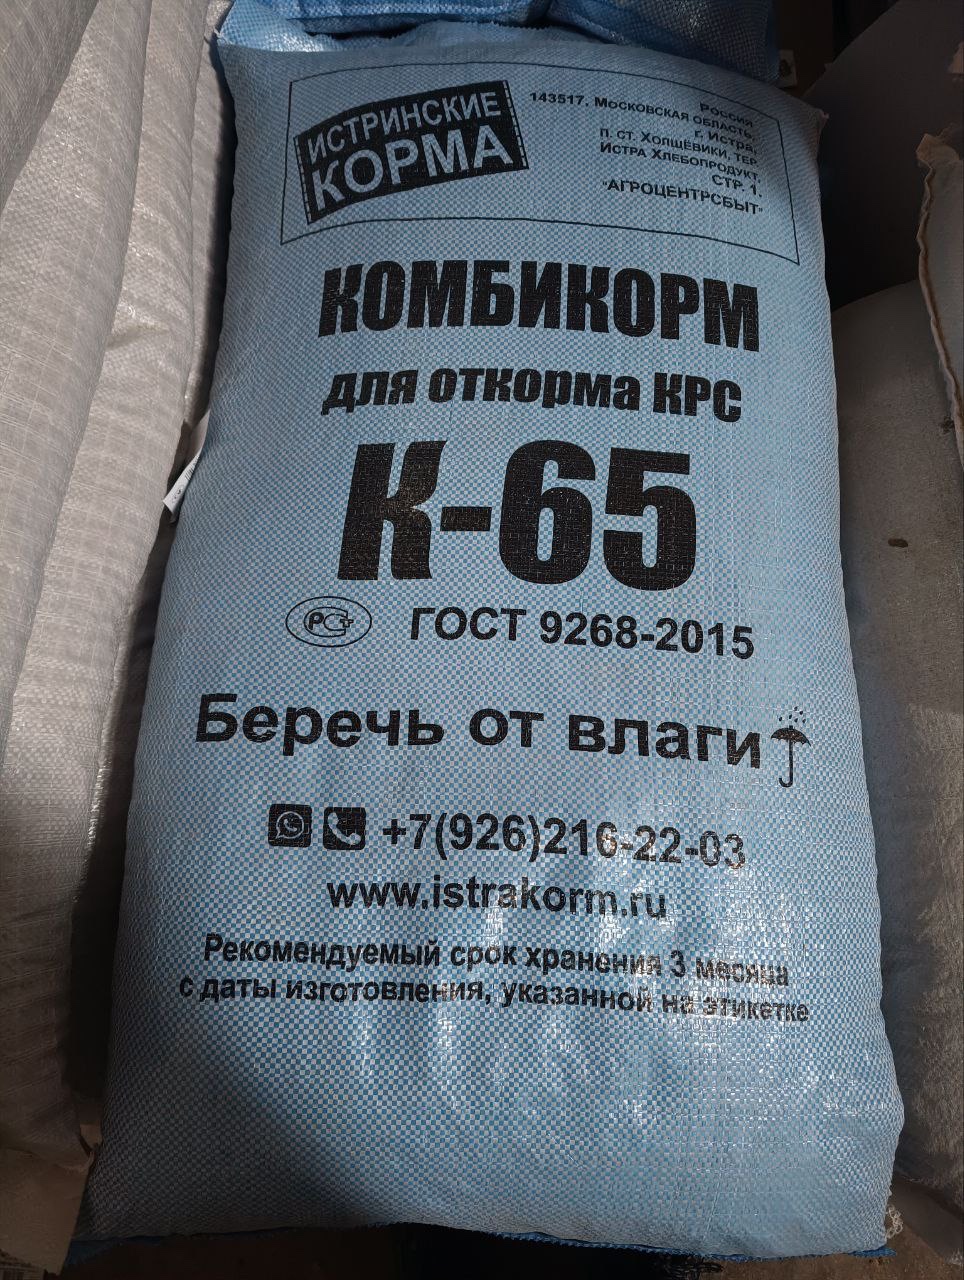 ИСТРИНСКИЕ
КОРМА
Россия
143517, Московская область,
г. Истра,
п. ст. Холщёвики, тер.
Истра Хлебопродукт,
стр. 1.
"АГРОЦЕНТРСБЫТ"
КОМБИКОРМ
для откорма КРС
К-65
РСТ
ГОСТ 9268-2015
Беречь от влаги
+7(926)216-22-03
www.istrakorm.ru
Рекомендуемый срок хранения 3 месяца
с даты изготовления, указанной на этикетке